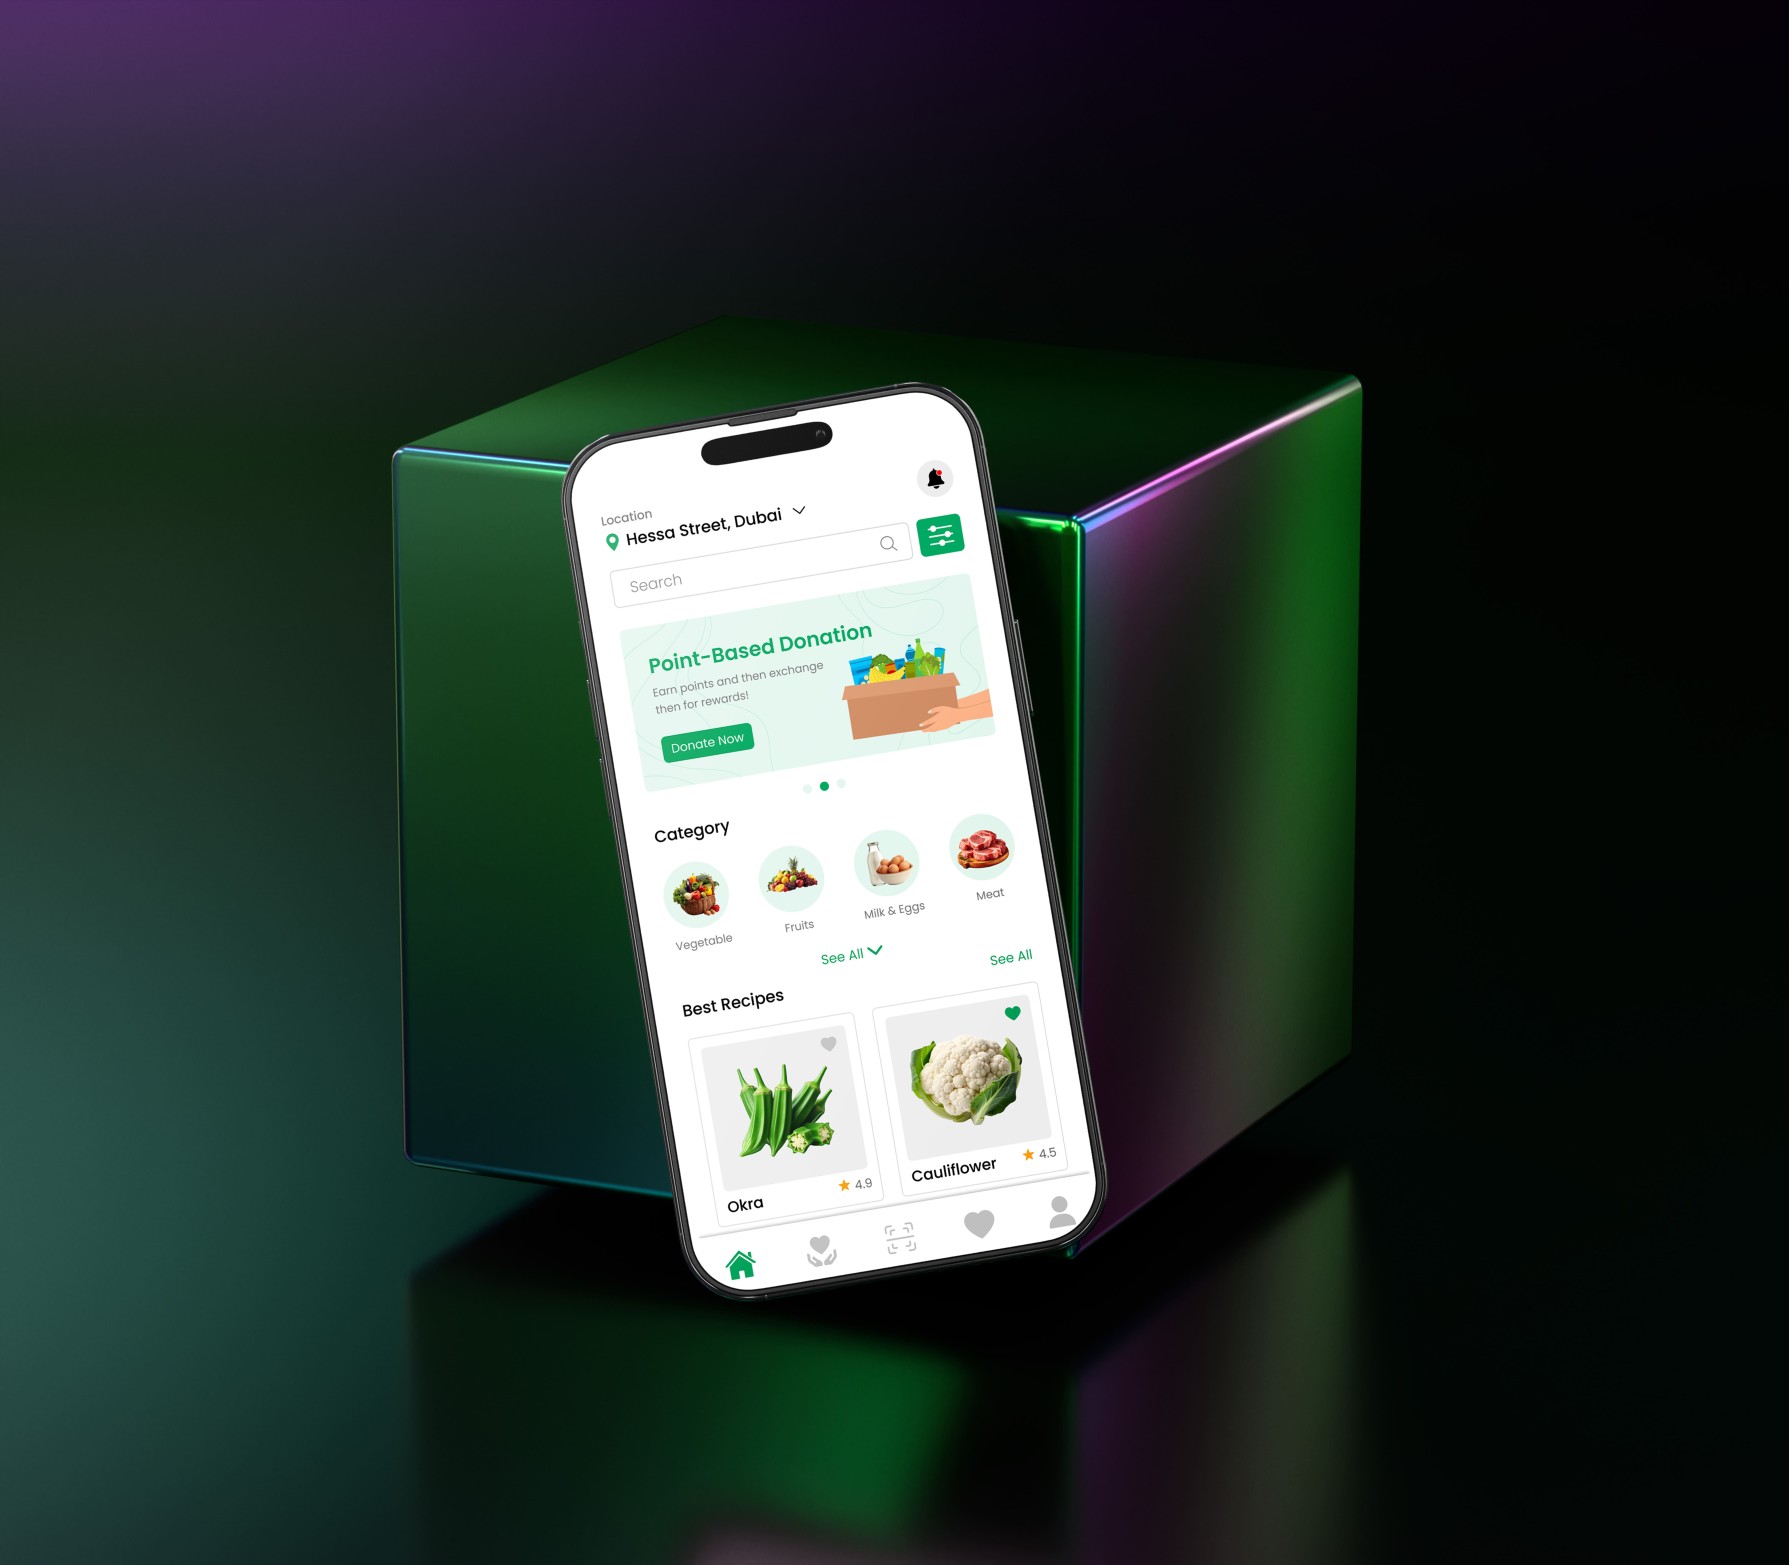 Location
Hessa Street, Dubai
Search
Point-Based Donation
Earn points and then exchange
then for rewards!
Donate Now
Category
Vegetable
Fruits
Milk & Eggs
Meat
See All
See All
Best Recipes
Okra
4.9
Cauliflower
4.5